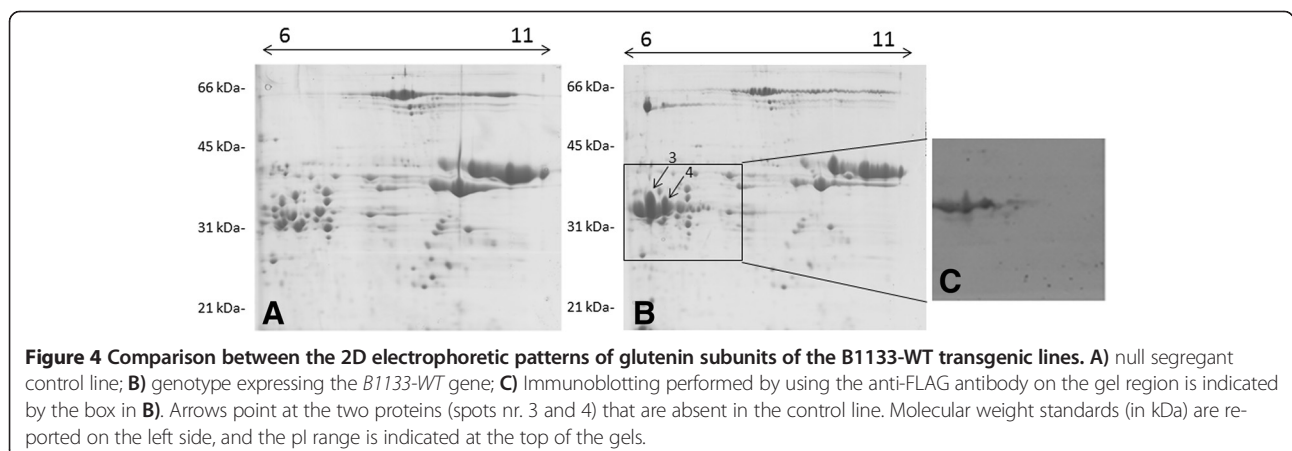 6 11
6 11
66 kDa-
45 kDa-
31 kDa-
21 kDa-
A
66 kDa-
45 kDa-
31 kDa-
21 kDa-
3
4
B
C
Figure 4 Comparison between the 2D electrophoretic patterns of glutenin subunits of the B1133-WT transgenic lines. A) null segregant
control line; B) genotype expressing the B1133-WT gene; C) Immunoblotting performed by using the anti-FLAG antibody on the gel region is indicated
by the box in B). Arrows point at the two proteins (spots nr. 3 and 4) that are absent in the control line. Molecular weight standards (in kDa) are re-
ported on the left side, and the pI range is indicated at the top of the gels.